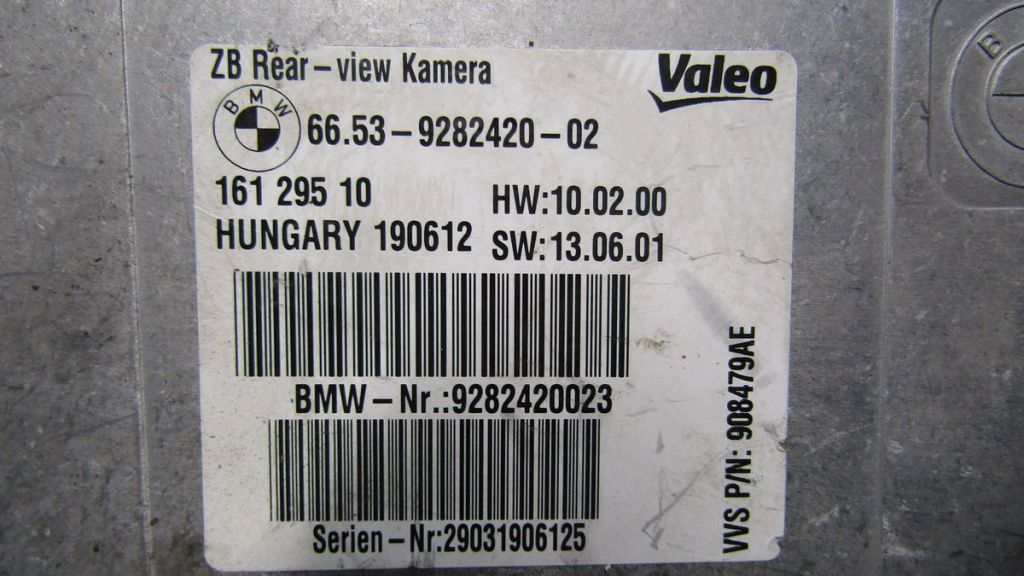 ZB Rear-view Kamera
Valeo
BMW
66.53-9282420-02
161 295 10
HW:10.02.00
HUNGARY 190612
SW:13.06.01
BMW-Nr.:9282420023
Serien-Nr:29031906125
VVS P/N: 908479AE
B